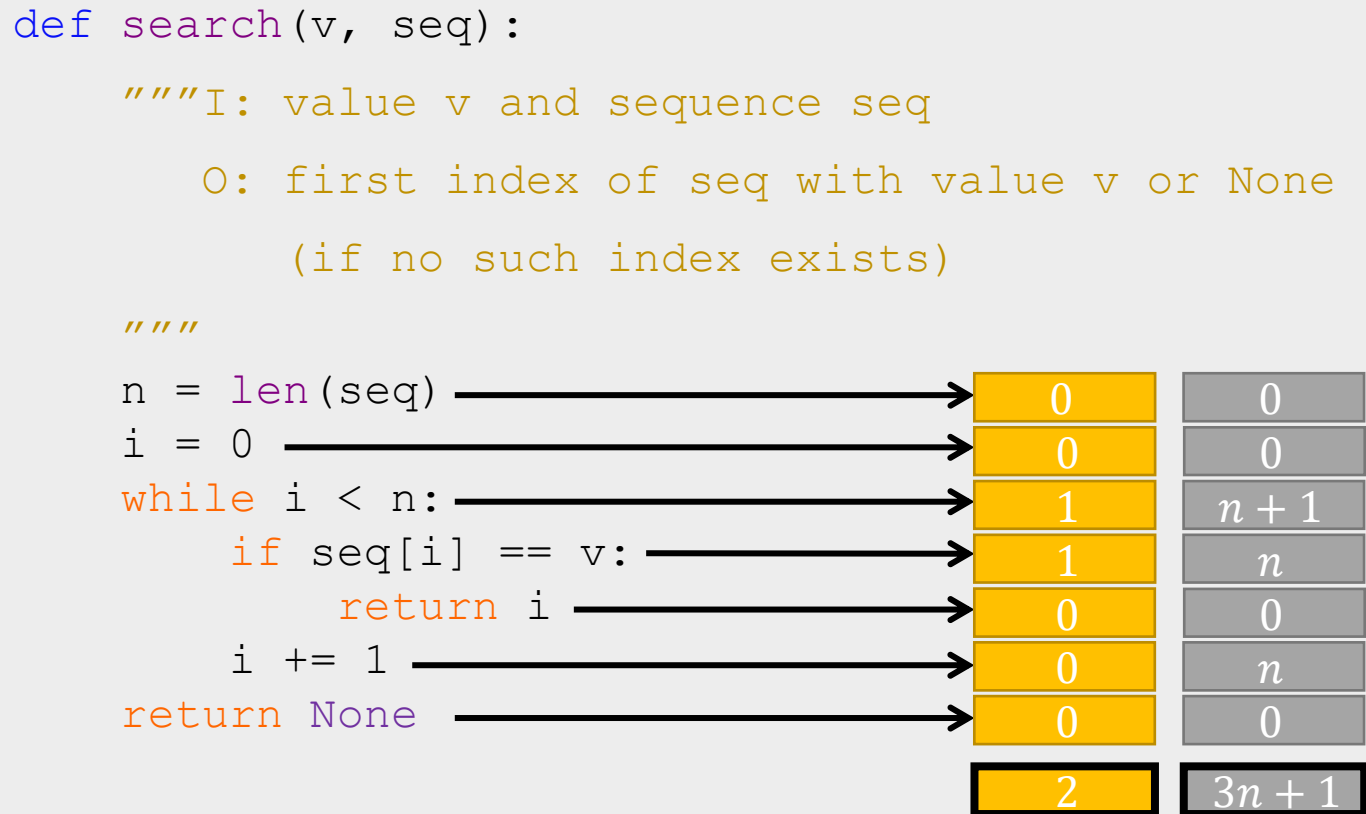 def search(v, seq):
"""I: value v and sequence seq
O: first index of seq with value v or None
(if no such index exists)
"""
n = len(seq) 0 0
i = 0 0 0
while i < n: 1 n + 1
if seq[i] == v: 1 n
return i 0 0
i += 1 0 n
return None 0 0
2 3n + 1